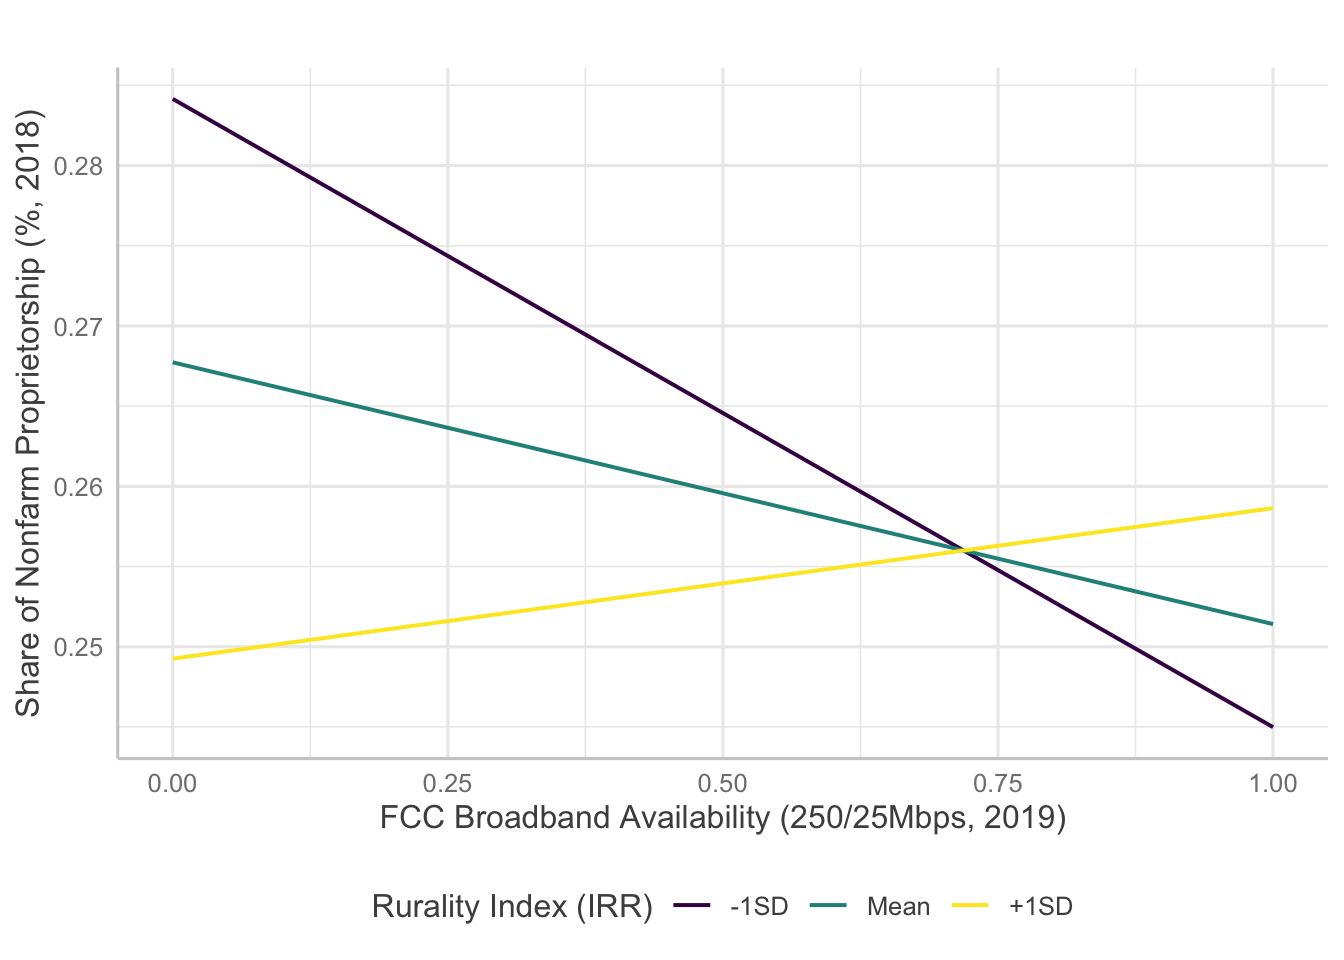 Share of Nonfarm Proprietorship (%, 2018)
0.28
0.27
0.26
0.25
0.00 0.25 0.50 0.75 1.00
FCC Broadband Availability (250/25Mbps, 2019)
Rurality Index (IRR) -1SD Mean +1SD